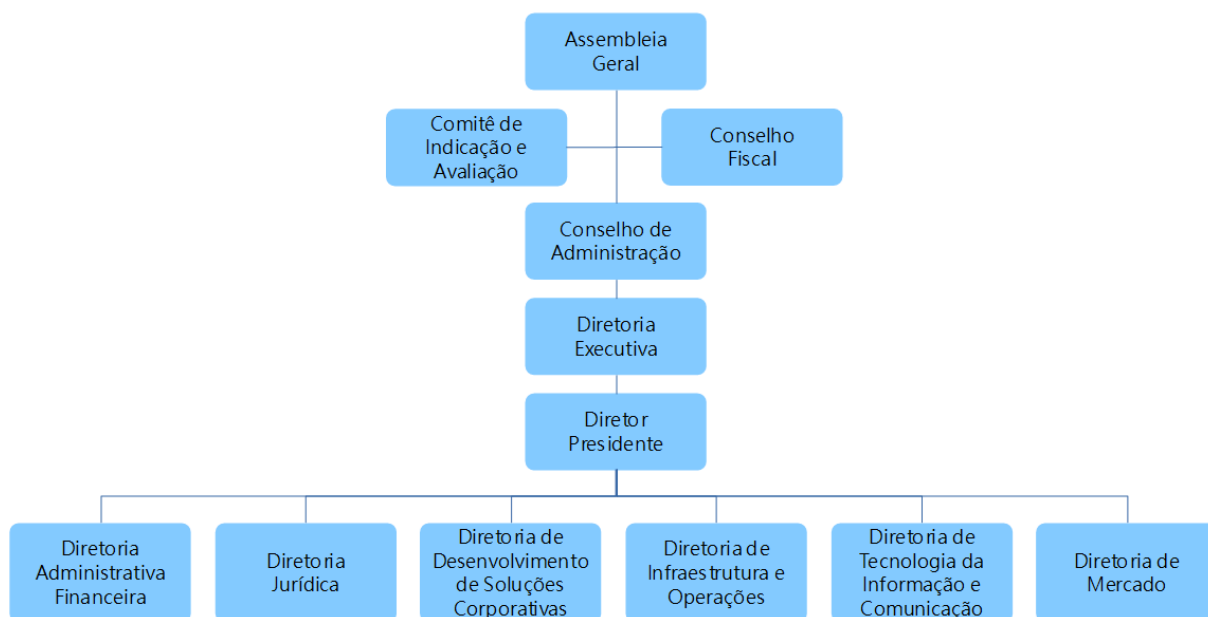 Assembleia
Geral
Comitê de
Indicação e
Avaliação
Conselho
Fiscal
Conselho de
Administração
Diretoria
Executiva
Diretor
Presidente
Diretoria
Administrativa
Financeira
Diretoria
Jurídica
Diretoria de
Desenvolvimento
de Soluções
Corporativas
Diretoria de
Infraestrutura e
Operações
Diretoria de
Tecnologia da
Informação e
Comunicação
Diretoria de
Mercado